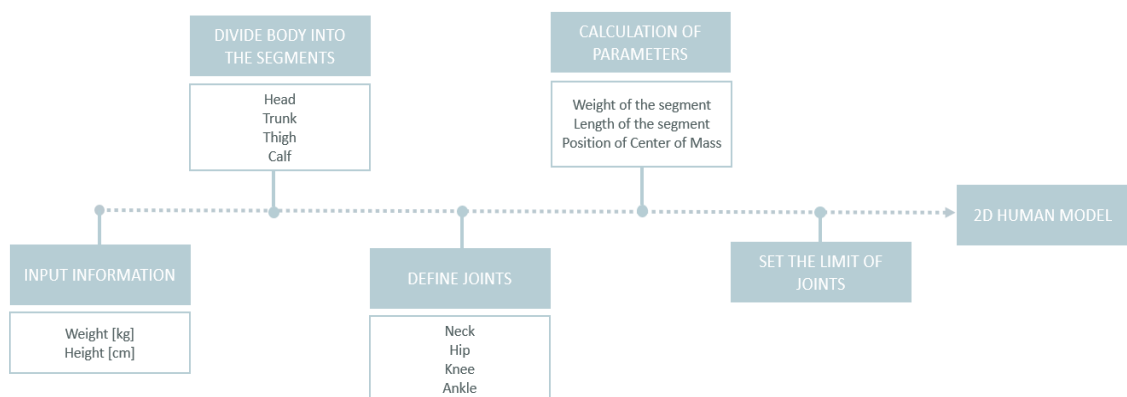 DIVIDE BODY INTO
THE SEGMENTS
Head
Trunk
Thigh
Calf
CALCULATION OF
PARAMETERS
Weight of the segment
Length of the segment
Position of Center of Mass
2D HUMAN MODEL
INPUT INFORMATION
Weight [kg]
Height [cm]
DEFINE JOINTS
Neck
Hip
Knee
Ankle
SET THE LIMIT OF
JOINTS